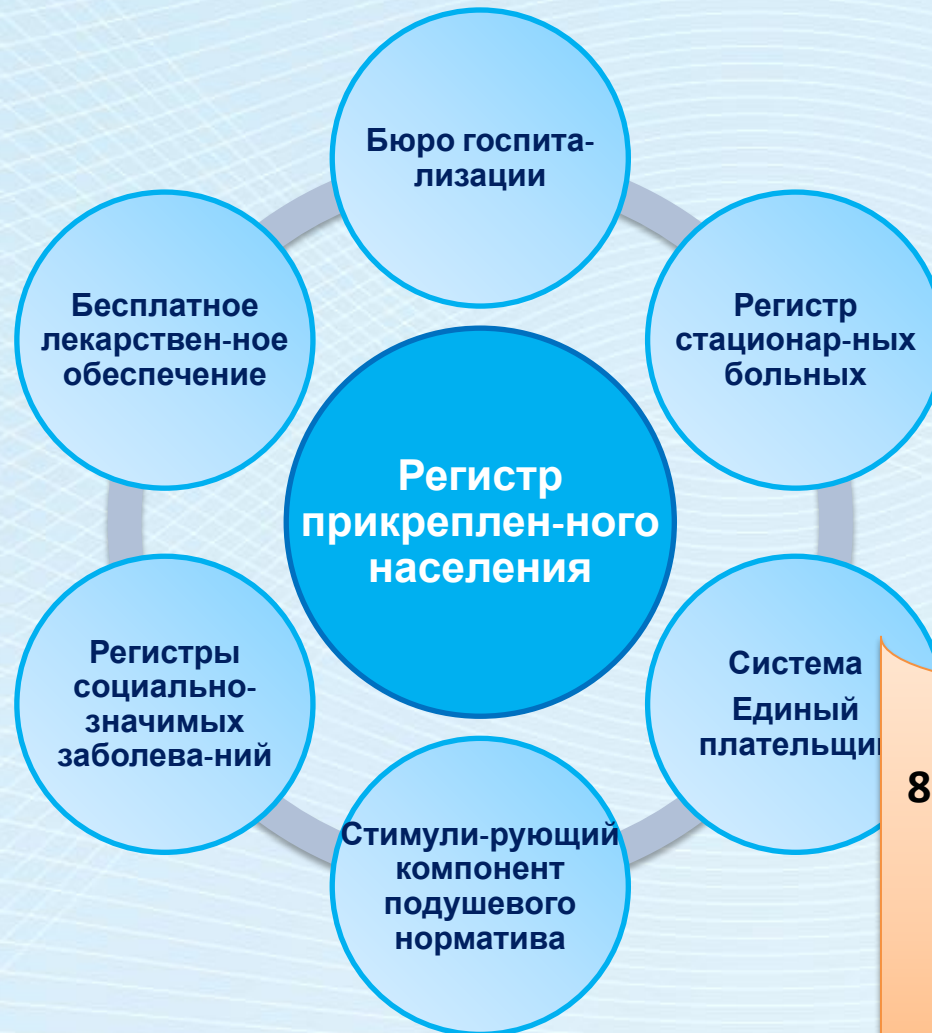 Бюро госпита-
лизации
Бесплатное
лекарствен-ное
обеспечение
Регистр
стационар-ных
больных
Регистр
прикреплен-ного
населения
Регистры
социально-
значимых
заболева-ний
Система
Единый
Стимули-рующий
компонент
подушевого
норматива
8